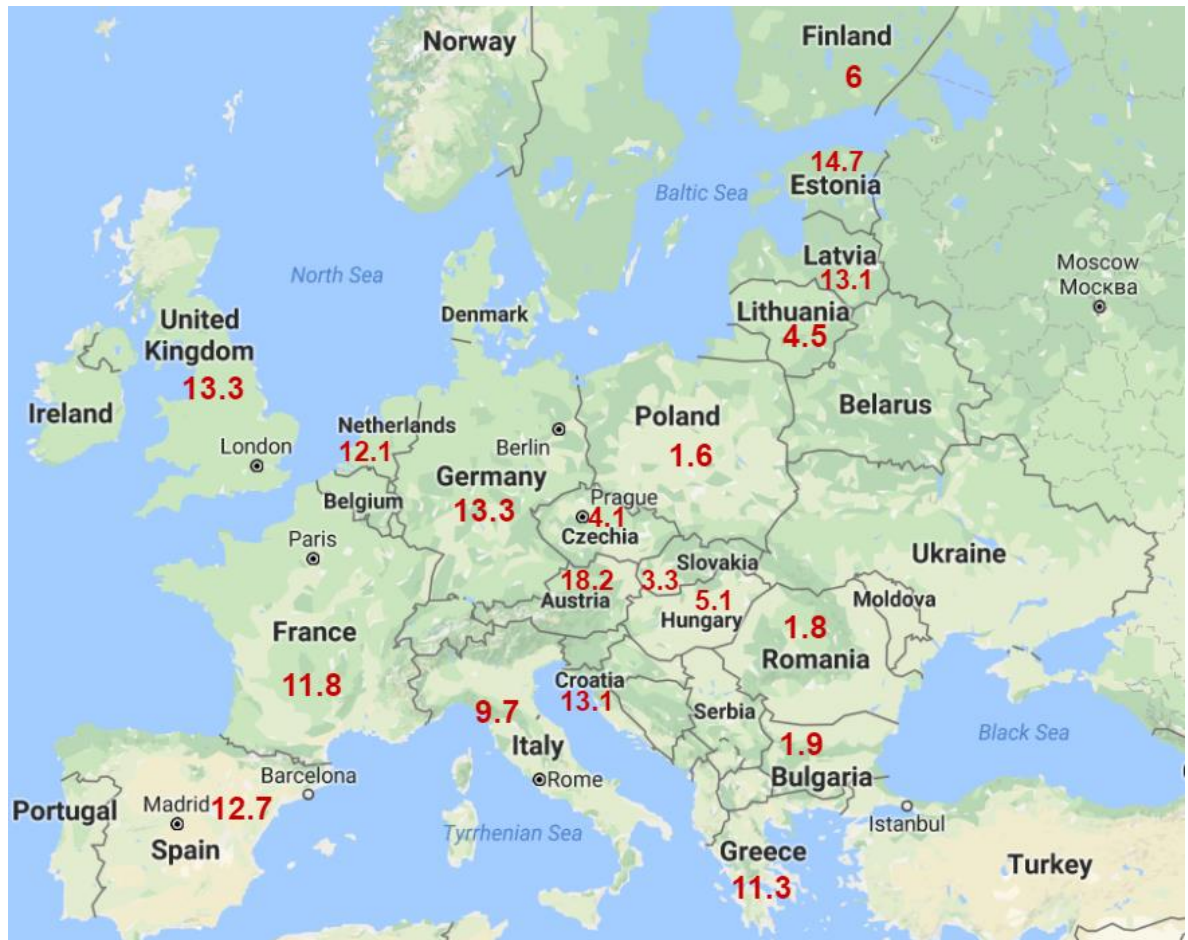 Norway
Finland
6
14.7
Estonia
Baltic Sea
Latvia
13.1
Moscow
Москва
North Sea
Denmark
Lithuania
4.5
United
Kingdom
13.3
Ireland
Netherlands
12.1
London
Berlin
Poland
1.6
Belarus
Germany
13.3
Belgium
Prague
4.1
Czechia
Paris
Ukraine
Slovakia
3.3
18.2
Austria
5.1
Hungary
Moldova
1.8
Romania
France
11.8
Croatia
13.1
9.7
Italy
Serbia
Black Sea
1.9
Bulgaria
Rome
Barcelona
Portugal
Madrid
12.7
Spain
Tyrrhenian Sea
Istanbul
Greece
11.3
Turkey